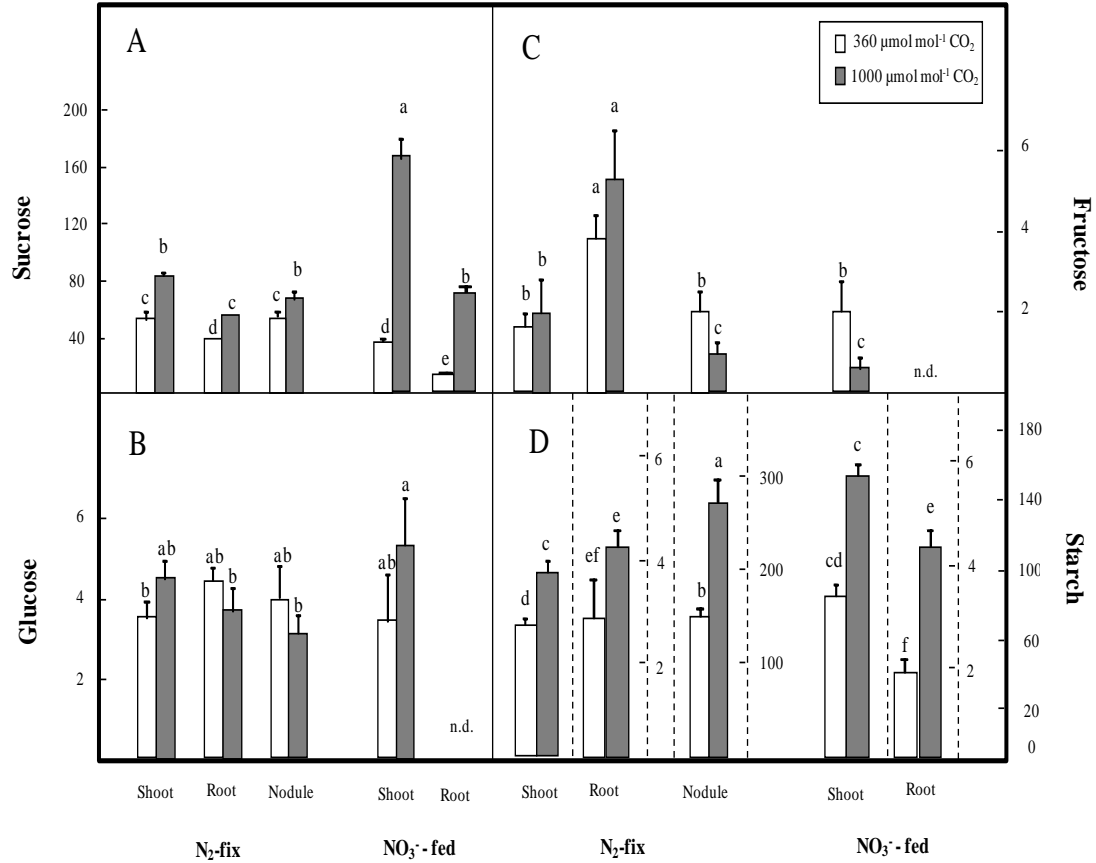 A
C
360 µmol mol-1 CO2
1000 µmol mol-1 CO2
Sucrose
200
160
120
80
40
c
b
d
c
c
b
d
a
e
b
Fructose
6
4
2
b
b
a
a
b
c
b
c
n.d.
B
D
Glucose
6
4
2
b
ab
ab
b
ab
b
ab
a
n.d.
Starch
180
140
100
60
20
0
6
4
2
300
200
100
6
4
2
d
c
ef
e
b
a
cd
c
f
e
Shoot
Root
Nodule
Shoot
Root
Shoot
Root
Nodule
Shoot
Root
N2-fix
NO3- - fed
N2-fix
NO3- - fed